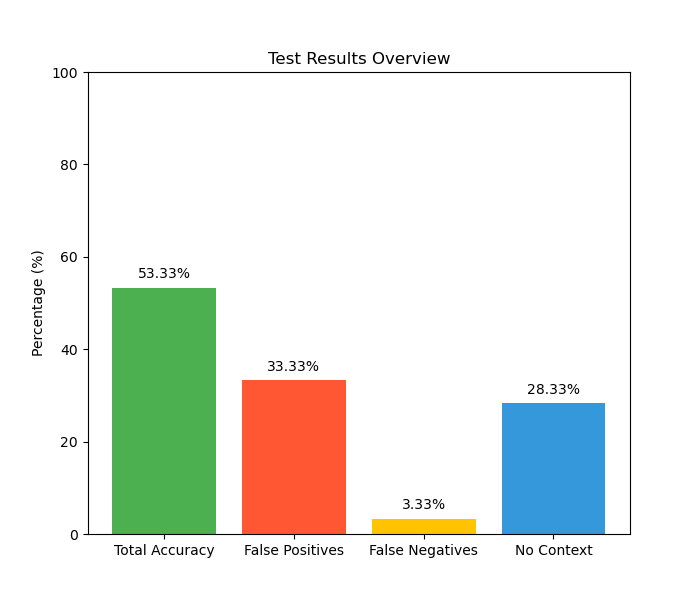 Test Results Overview
Percentage (%)
100
80
60
40
20
0
53.33%
33.33%
3.33%
28.33%
Total Accuracy
False Positives
False Negatives
No Context